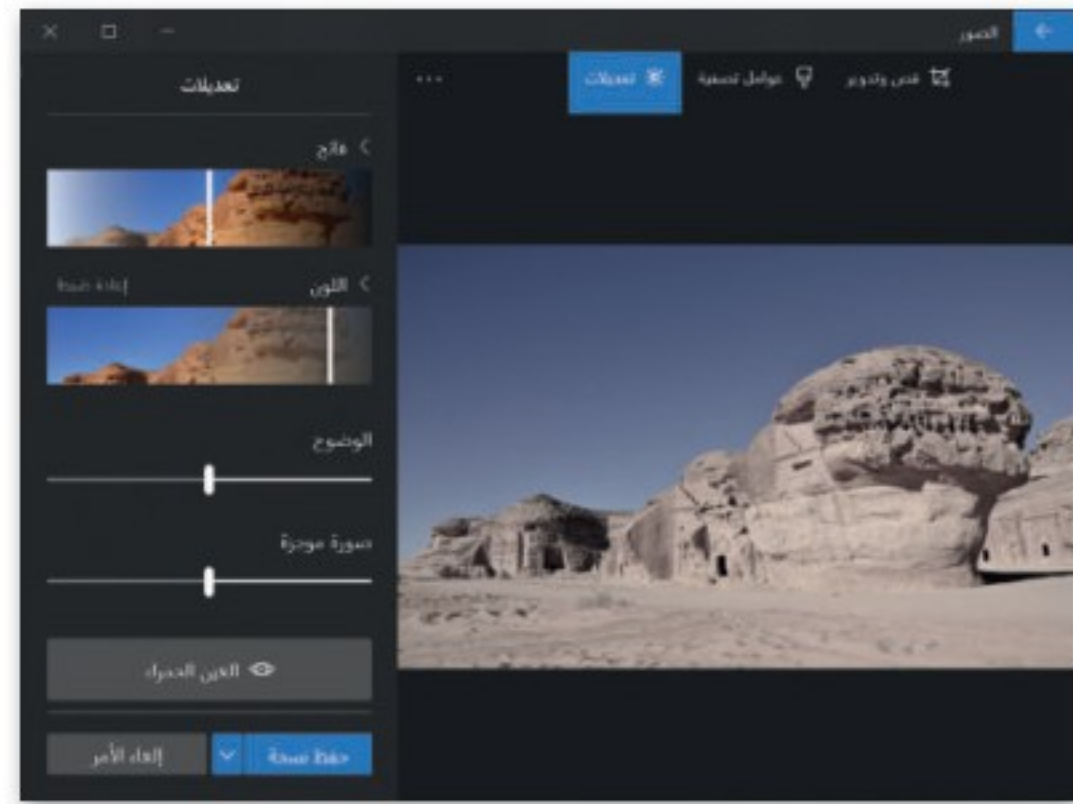 الصور
قص وتدوير
عوامل تصفية
تعديلات
تعديلات
فاتح
اللون
إعادة ضبط
الوضوح
صورة موجزة
العين الحمراء
حفظ نسخة
إلغاء الأمر